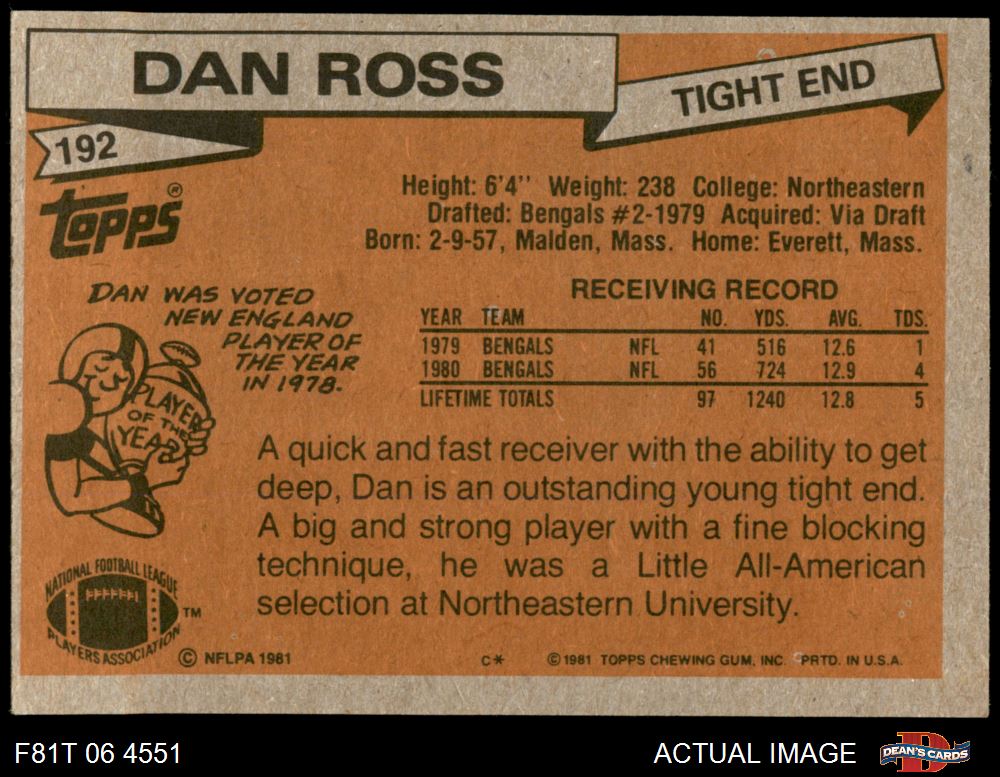 DAN ROSS
TIGHT END
192
topps®
Height: 6'4'' Weight: 238 College: Northeastern
Drafted: Bengals #2-1979 Acquired: Via Draft
Born: 2-9-57, Malden, Mass. Home: Everett, Mass.
DAN WAS VOTED
NEW ENGLAND
PLAYER OF
THE YEAR
IN 1978.
PLAYER
OF THE
YEAR
RECEIVING RECORD
YEAR TEAM NO. YDS. AVG. TDS.
1979 BENGALS NFL 41 516 12.6 1
1980 BENGALS NFL 56 724 12.9 4
LIFETIME TOTALS 97 1240 12.8 5
A quick and fast receiver with the ability to get
deep, Dan is an outstanding young tight end.
A big and strong player with a fine blocking
technique, he was a Little All-American
selection at Northeastern University.
NATIONAL FOOTBALL LEAGUE
PLAYERS ASSOCIATION
TM
© NFLPA 1981
C*
© 1981 TOPPS CHEWING GUM, INC. PRTD. IN U.S.A.
F81T 06 4551
ACTUAL IMAGE
DEAN'S CARDS